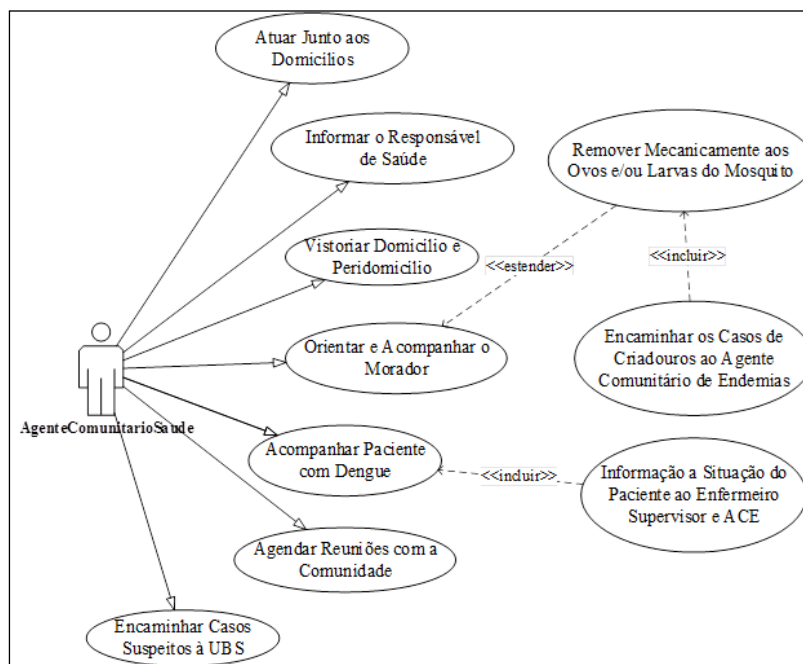 Atuar Junto aos
Domicílios
Informar o Responsável
de Saúde
Remover Mecanicamente aos
Ovos e/ou Larvas do Mosquito
Vistoriar Domicílio e
Peridomicílio
<<estender>>
<<incluir>>
Orientar e Acompanhar o
Morador
Encaminhar os Casos de
Criadouros ao Agente
Comunitário de Endemias
AgenteComunitarioSaude
Acompanhar Paciente
com Dengue
<<incluir>>
Informação a Situação do
Paciente ao Enfermeiro
Supervisor e ACE
Agendar Reuniões com a
Comunidade
Encaminhar Casos
Suspeitos à UBS